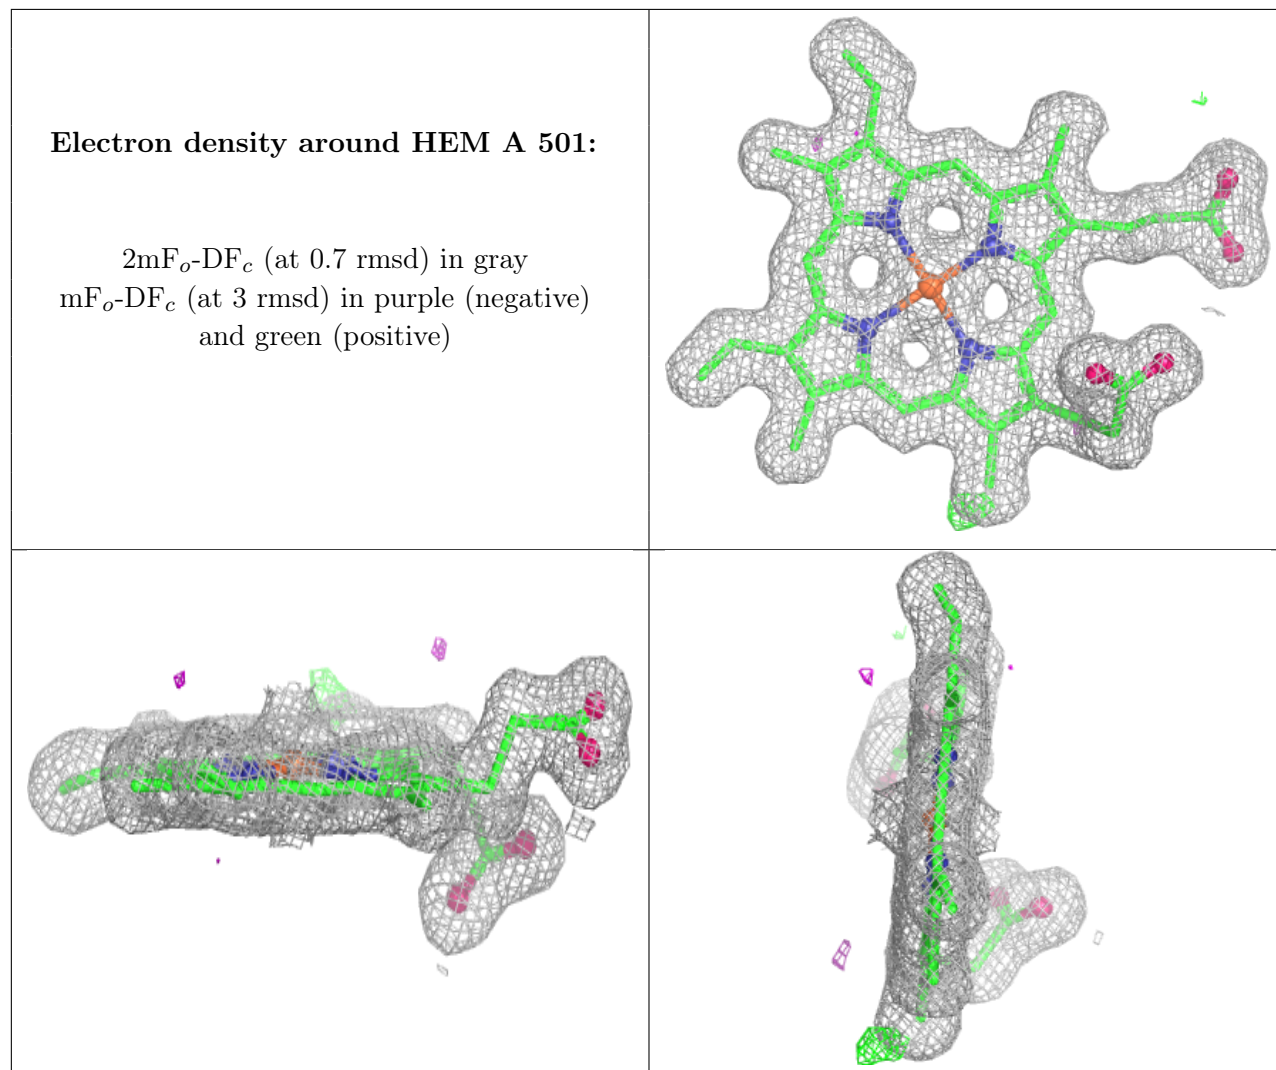 Electron density around HEM A 501:
2mFo-DFc (at 0.7 rmsd) in gray
mFo-DFc (at 3 rmsd) in purple (negative)
and green (positive)